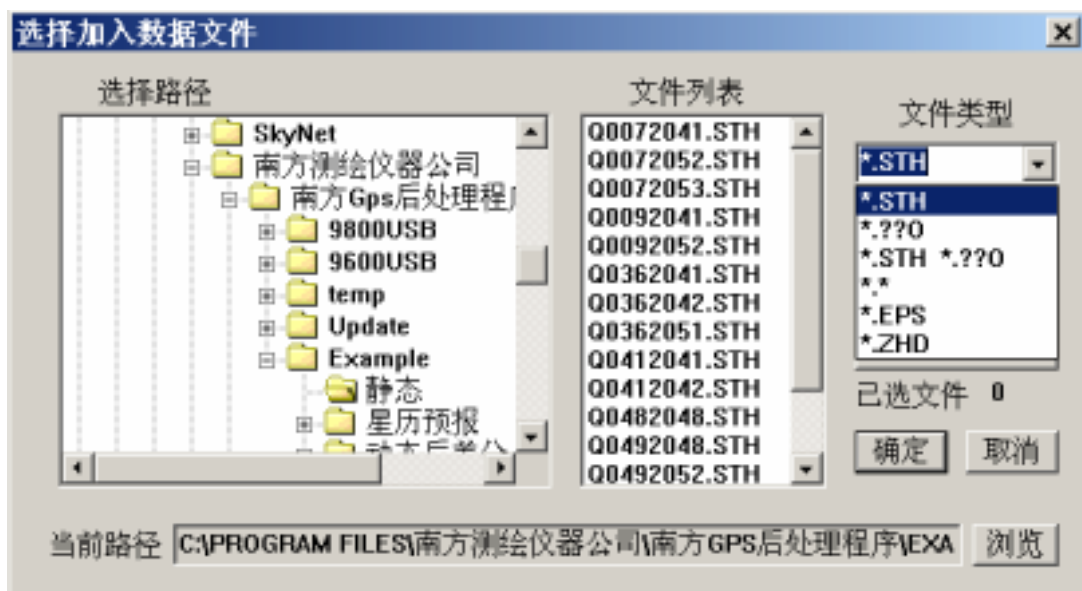 选择加入数据文件
选择路径
SkyNet
南方测绘仪器公司
南方Gps后处理程
9800USB
9600USB
temp
Update
Example
静态
星历预报
文件列表
Q0072041.STH
Q0072052.STH
Q0072053.STH
Q0092041.STH
Q0092052.STH
Q0362041.STH
Q0362042.STH
Q0362051.STH
Q0412041.STH
Q0412042.STH
Q0482048.STH
Q0492048.STH
Q0492052.STH
文件类型
*.STH
*.STH
*.??O
*.STH *.??O
*.*
*.EPS
*.ZHD
已选文件 0
确定 取消
当前路径 C:\PROGRAM FILES\南方测绘仪器公司\南方GPS后处理程序\EXA 浏览